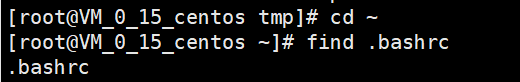 [root@VM_0_15_centos tmp]# cd ~
[root@VM_0_15_centos ~]# find .bashrc
.bashrc